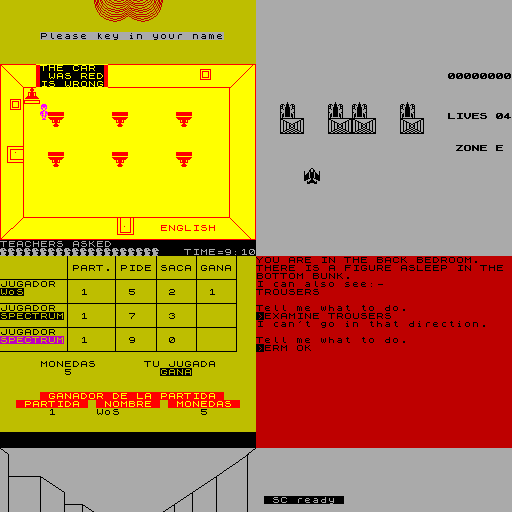 Please key in your name
THE CAR
WAS RED
IS WRONG
ENGLISH
TEACHERS ASKED
TIME=9:10
00000000
LIVES 04
ZONE E
PART. PIDE SACA GANA
JUGADOR
WoS 1 5 2 1
JUGADOR
SPECTRUM 1 7 3
JUGADOR
SPECTRUM 1 9 0
MONEDAS TU JUGADA
5 GANA
GANADOR DE LA PARTIDA
PARTIDA NOMBRE MONEDAS
1 WoS 5
YOU ARE IN THE BACK BEDROOM.
THERE IS A FIGURE ASLEEP IN THE
BOTTOM BUNK.
I can also see:-
TROUSERS
Tell me what to do.
EXAMINE TROUSERS
I can't go in that direction.
Tell me what to do.
ERM OK
SC ready